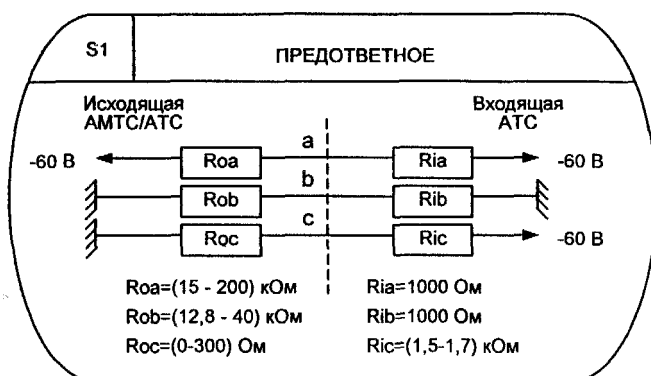 S1
ПРЕДОТВЕТНОЕ
Исходящая
АМТС/АТС
Входящая
АТС
-60 В Roa a Ria -60 В
Rob b Rib
Roc c Ric -60 В
Roa=(15 - 200) кОм
Rob=(12,8 - 40) кОм
Roc=(0-300) Ом
Ria=1000 Ом
Rib=1000 Ом
Ric=(1,5-1,7) кОм